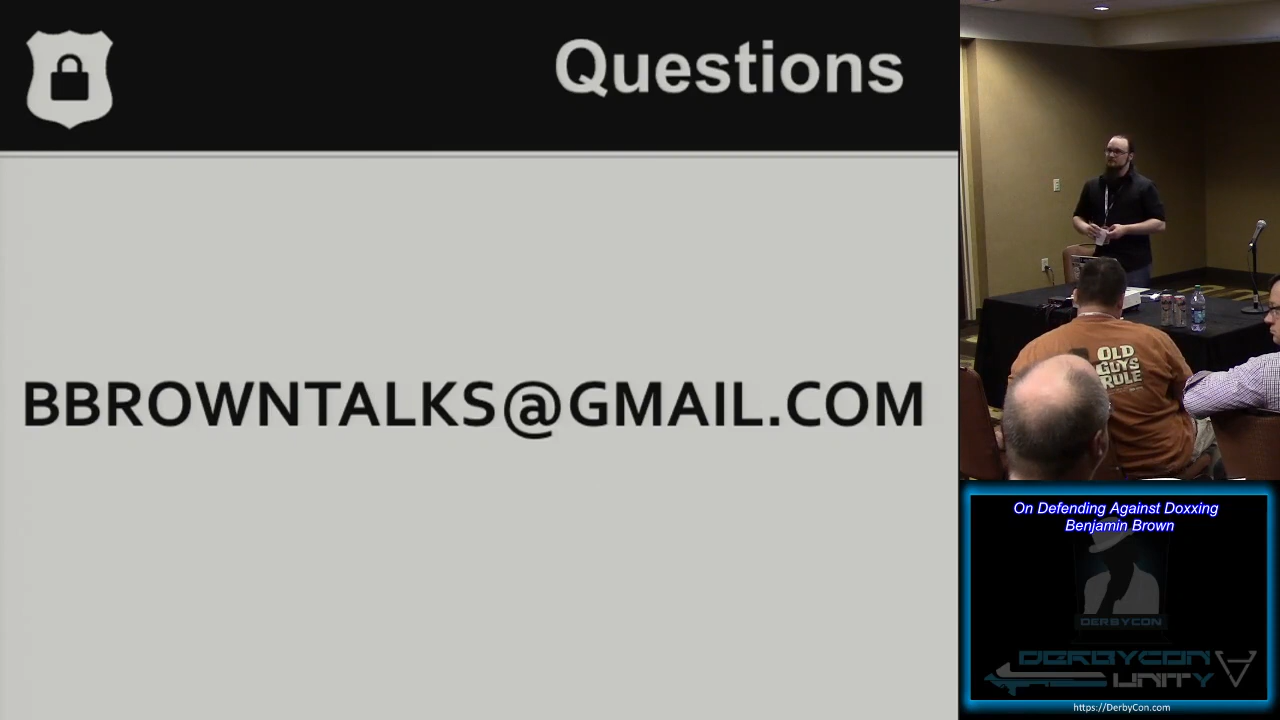 Questions
BBROWNTALKS@GMAIL.COM
OLD
GUYS
RULE
On Defending Against Doxxing
Benjamin Brown
DERBYCON
DERBYCON
UNITY
https://DerbyCon.com